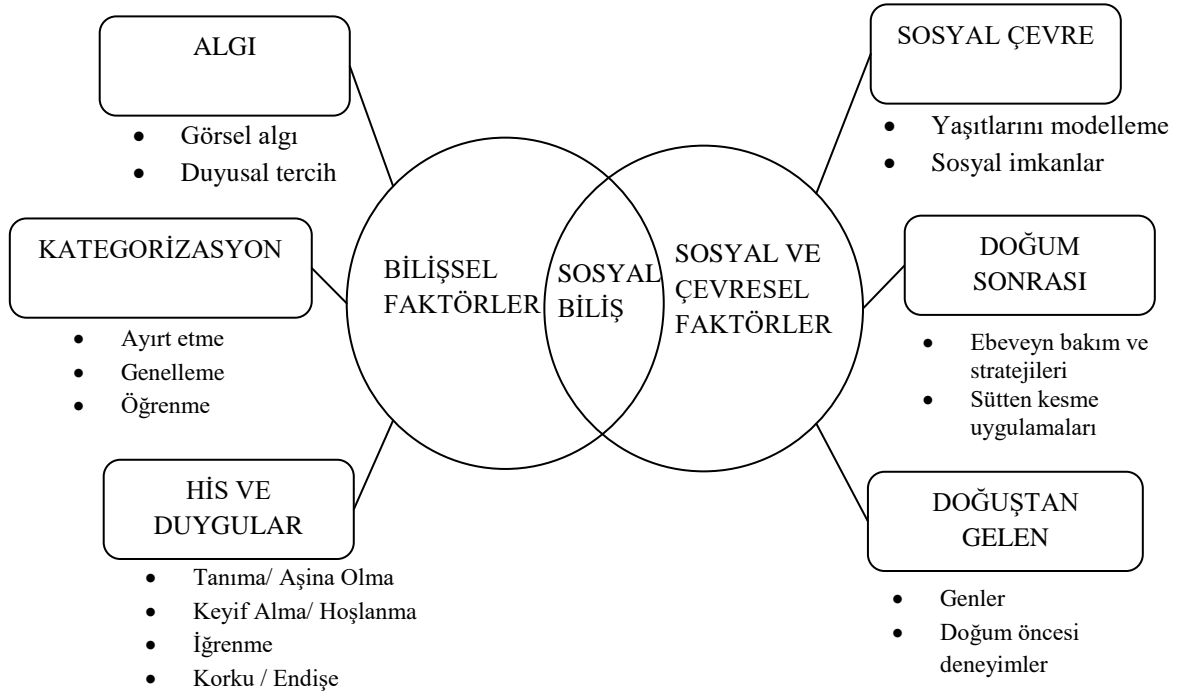 ALGI
• Görsel algı
• Duyusal tercih
KATEGORİZASYON
• Ayırt etme
• Genelleme
• Öğrenme
HİS VE
DUYGULAR
• Tanıma/ Aşina Olma
• Keyif Alma/ Hoşlanma
• İğrenme
• Korku / Endişe
BİLİŞSEL
FAKTÖRLER
SOSYAL
BİLİŞ
SOSYAL VE
ÇEVRESEL
FAKTÖRLER
SOSYAL ÇEVRE
• Yaşıtlarını modelleme
• Sosyal imkanlar
DOĞUM
SONRASI
• Ebeveyn bakım ve
stratejileri
• Sütten kesme
uygulamaları
DOĞUŞTAN
GELEN
• Genler
• Doğum öncesi
deneyimler